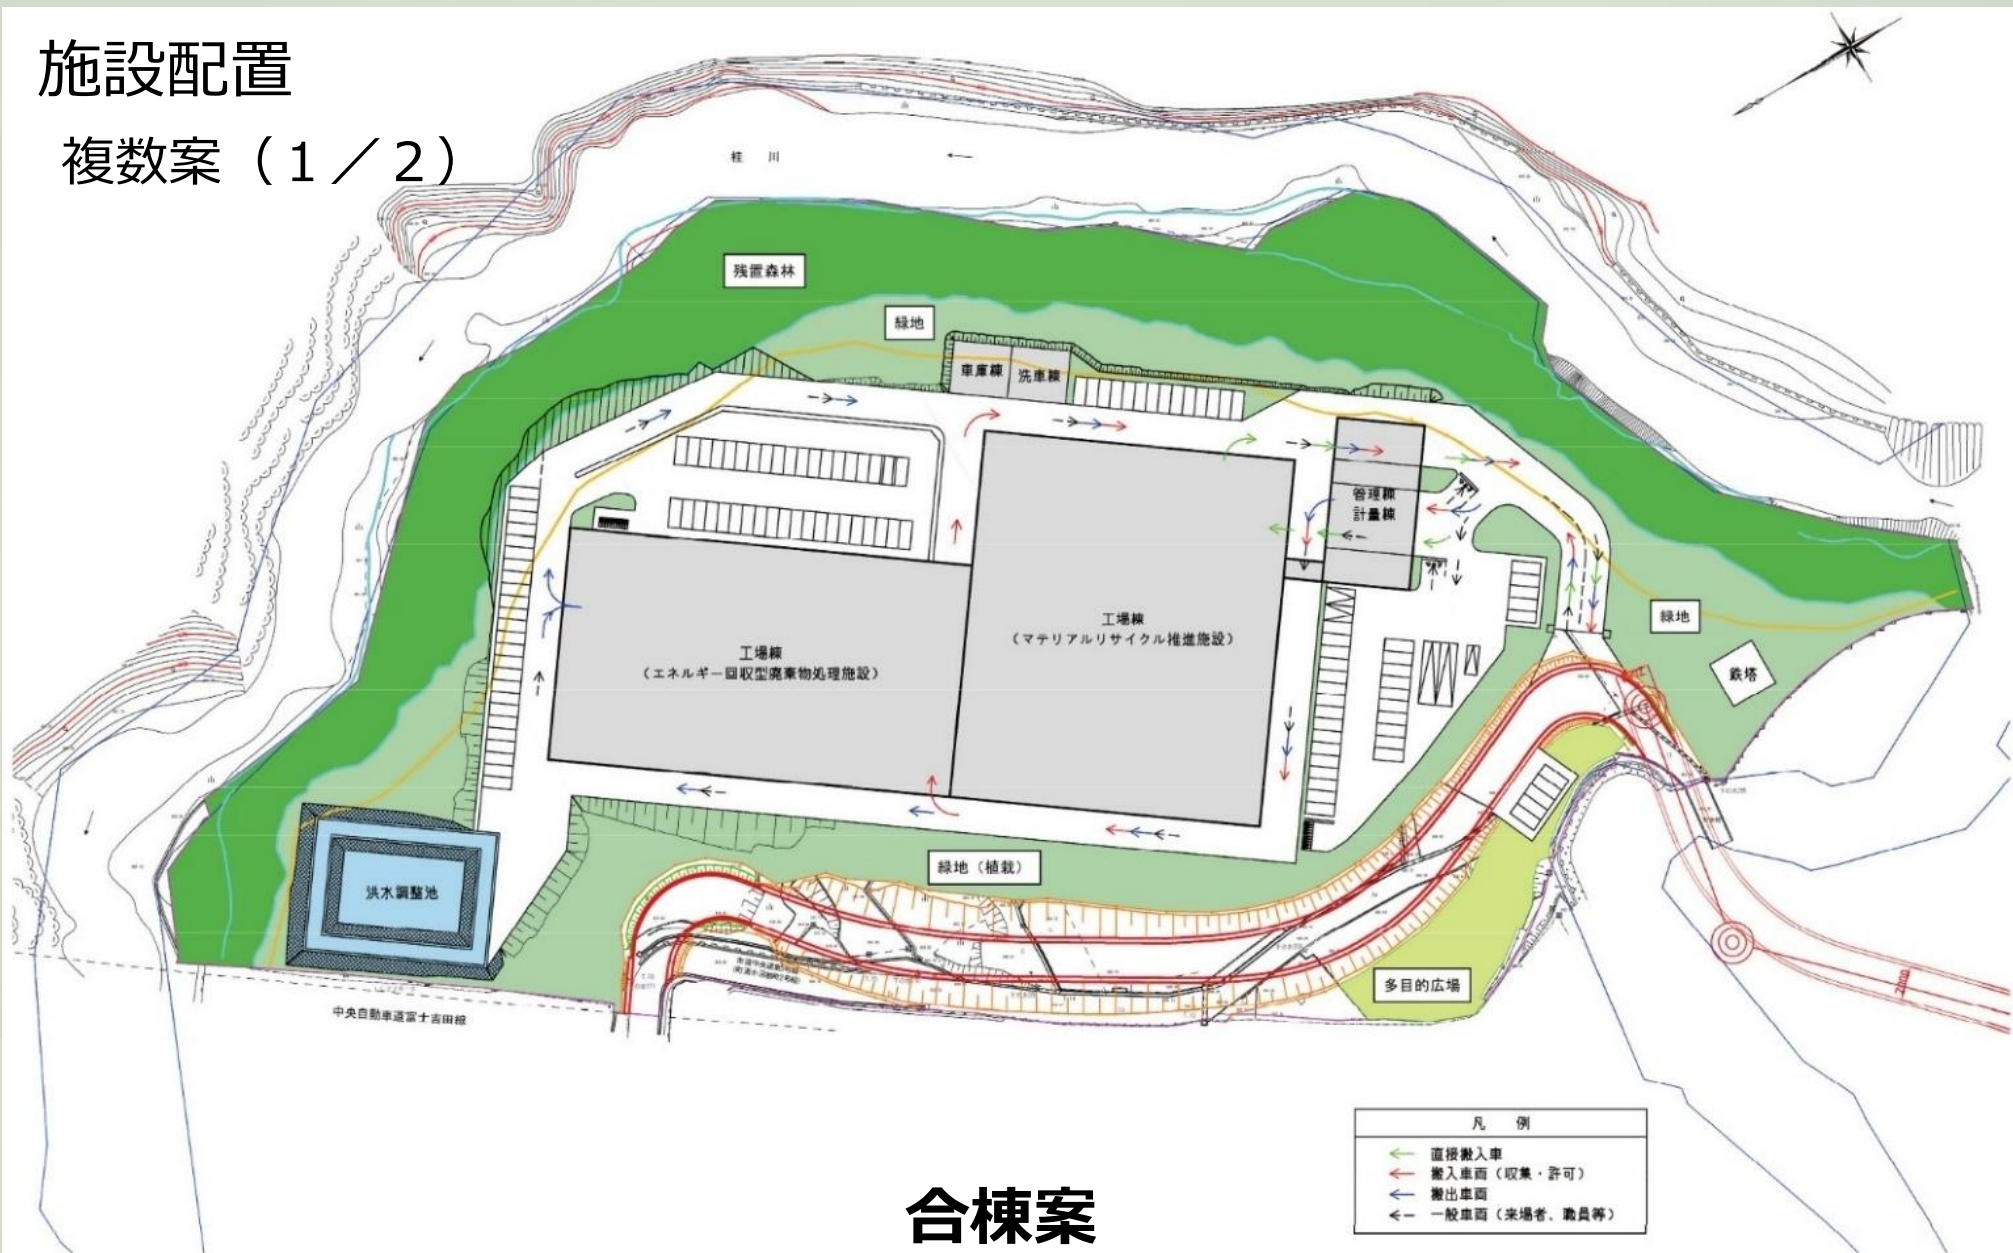 施設配置
複数案（１／２）
桂 川
残置森林
緑地
車庫棟
洗車棟
管理棟
計量棟
工場棟
（マテリアルリサイクル推進施設）
工場棟
（エネルギー回収型廃棄物処理施設）
緑地
鉄塔
緑地（植栽）
洪水調整池
多目的広場
中央自動車道富士吉田線
凡 例
直接搬入車
搬入車両（収集・許可）
搬出車両
一般車両（来場者、職員等）
合棟案